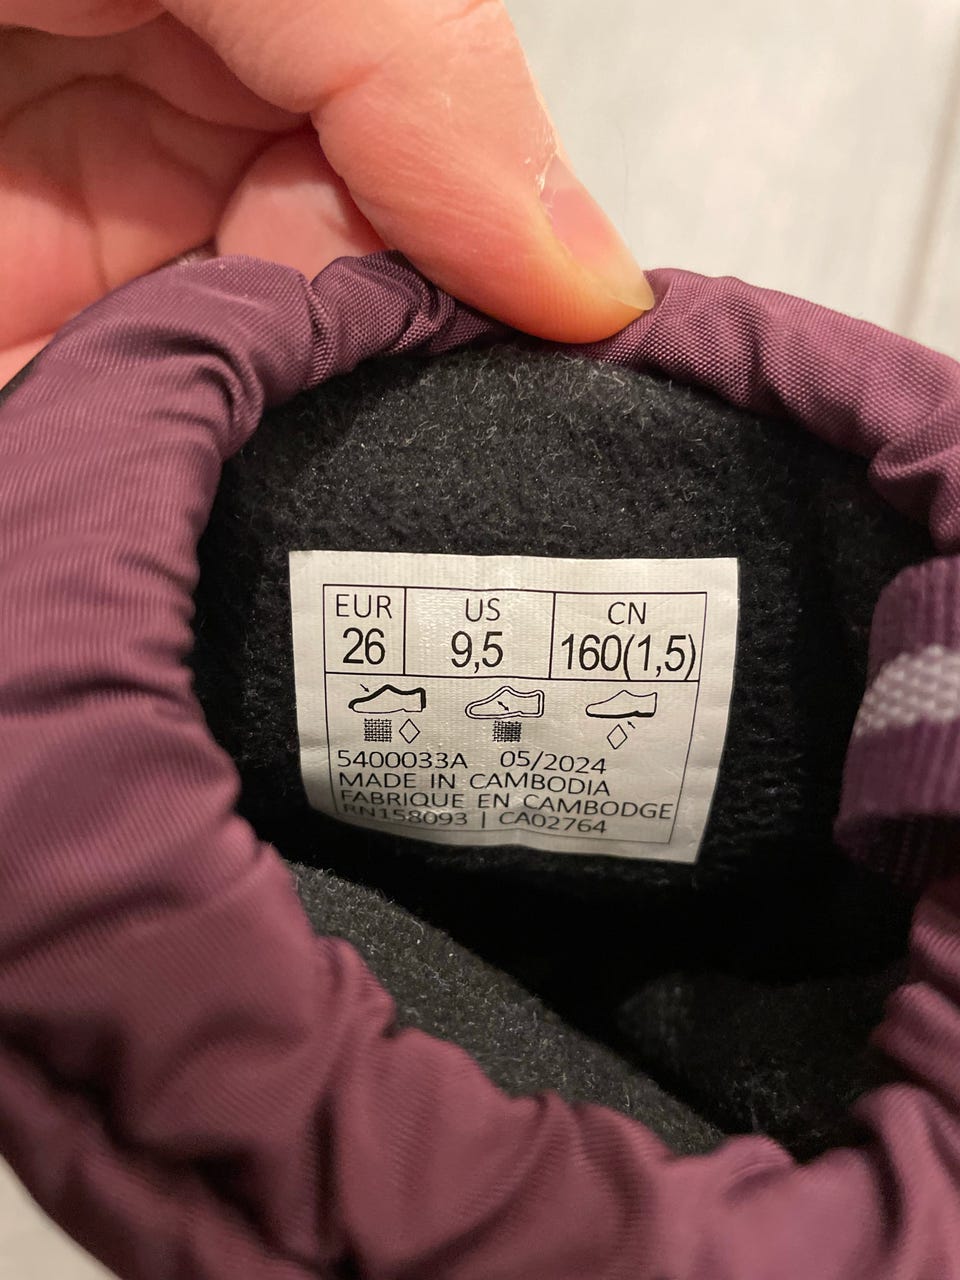 EUR US CN
26 9,5 160(1,5)
5400033A 05/2024
MADE IN CAMBODIA
FABRIQUE EN CAMBODGE
RN158093 | CA02764